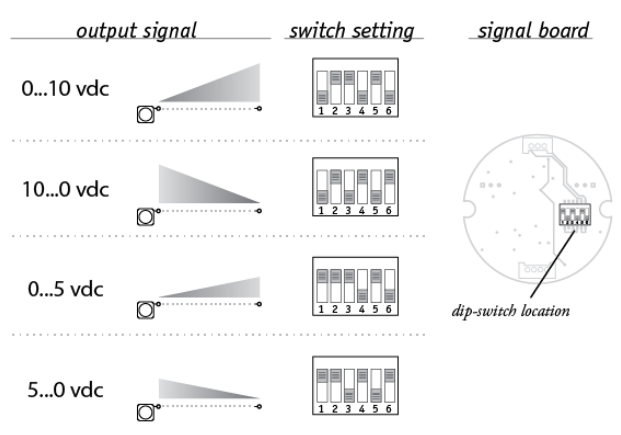 output signal switch setting signal board
0...10 vdc
1 2 3 4 5 6
10...0 vdc
1 2 3 4 5 6
0...5 vdc
1 2 3 4 5 6
dip-switch location
5...0 vdc
1 2 3 4 5 6